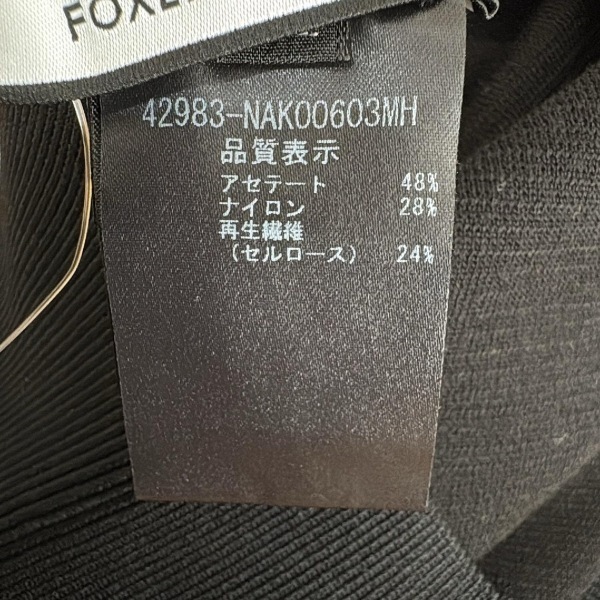 42983-NAK00603MH
品質表示
アセテート 48%
ナイロン 28%
再生繊維
(セルロース) 24%